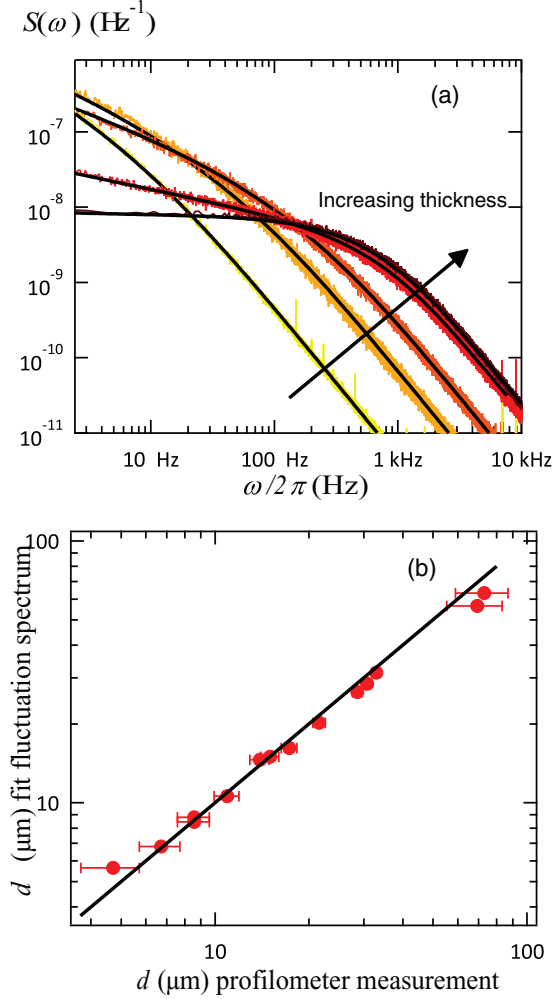 S(ω) (Hz⁻¹)
(a)
10⁻⁷
10⁻⁸
Increasing thickness
10⁻⁹
10⁻¹⁰
10⁻¹¹
10 Hz 100 Hz 1 kHz 10 kHz
ω/2π (Hz)
100
(b)
d (μm) fit fluctuation spectrum
10
10 100
d (μm) profilometer measurement